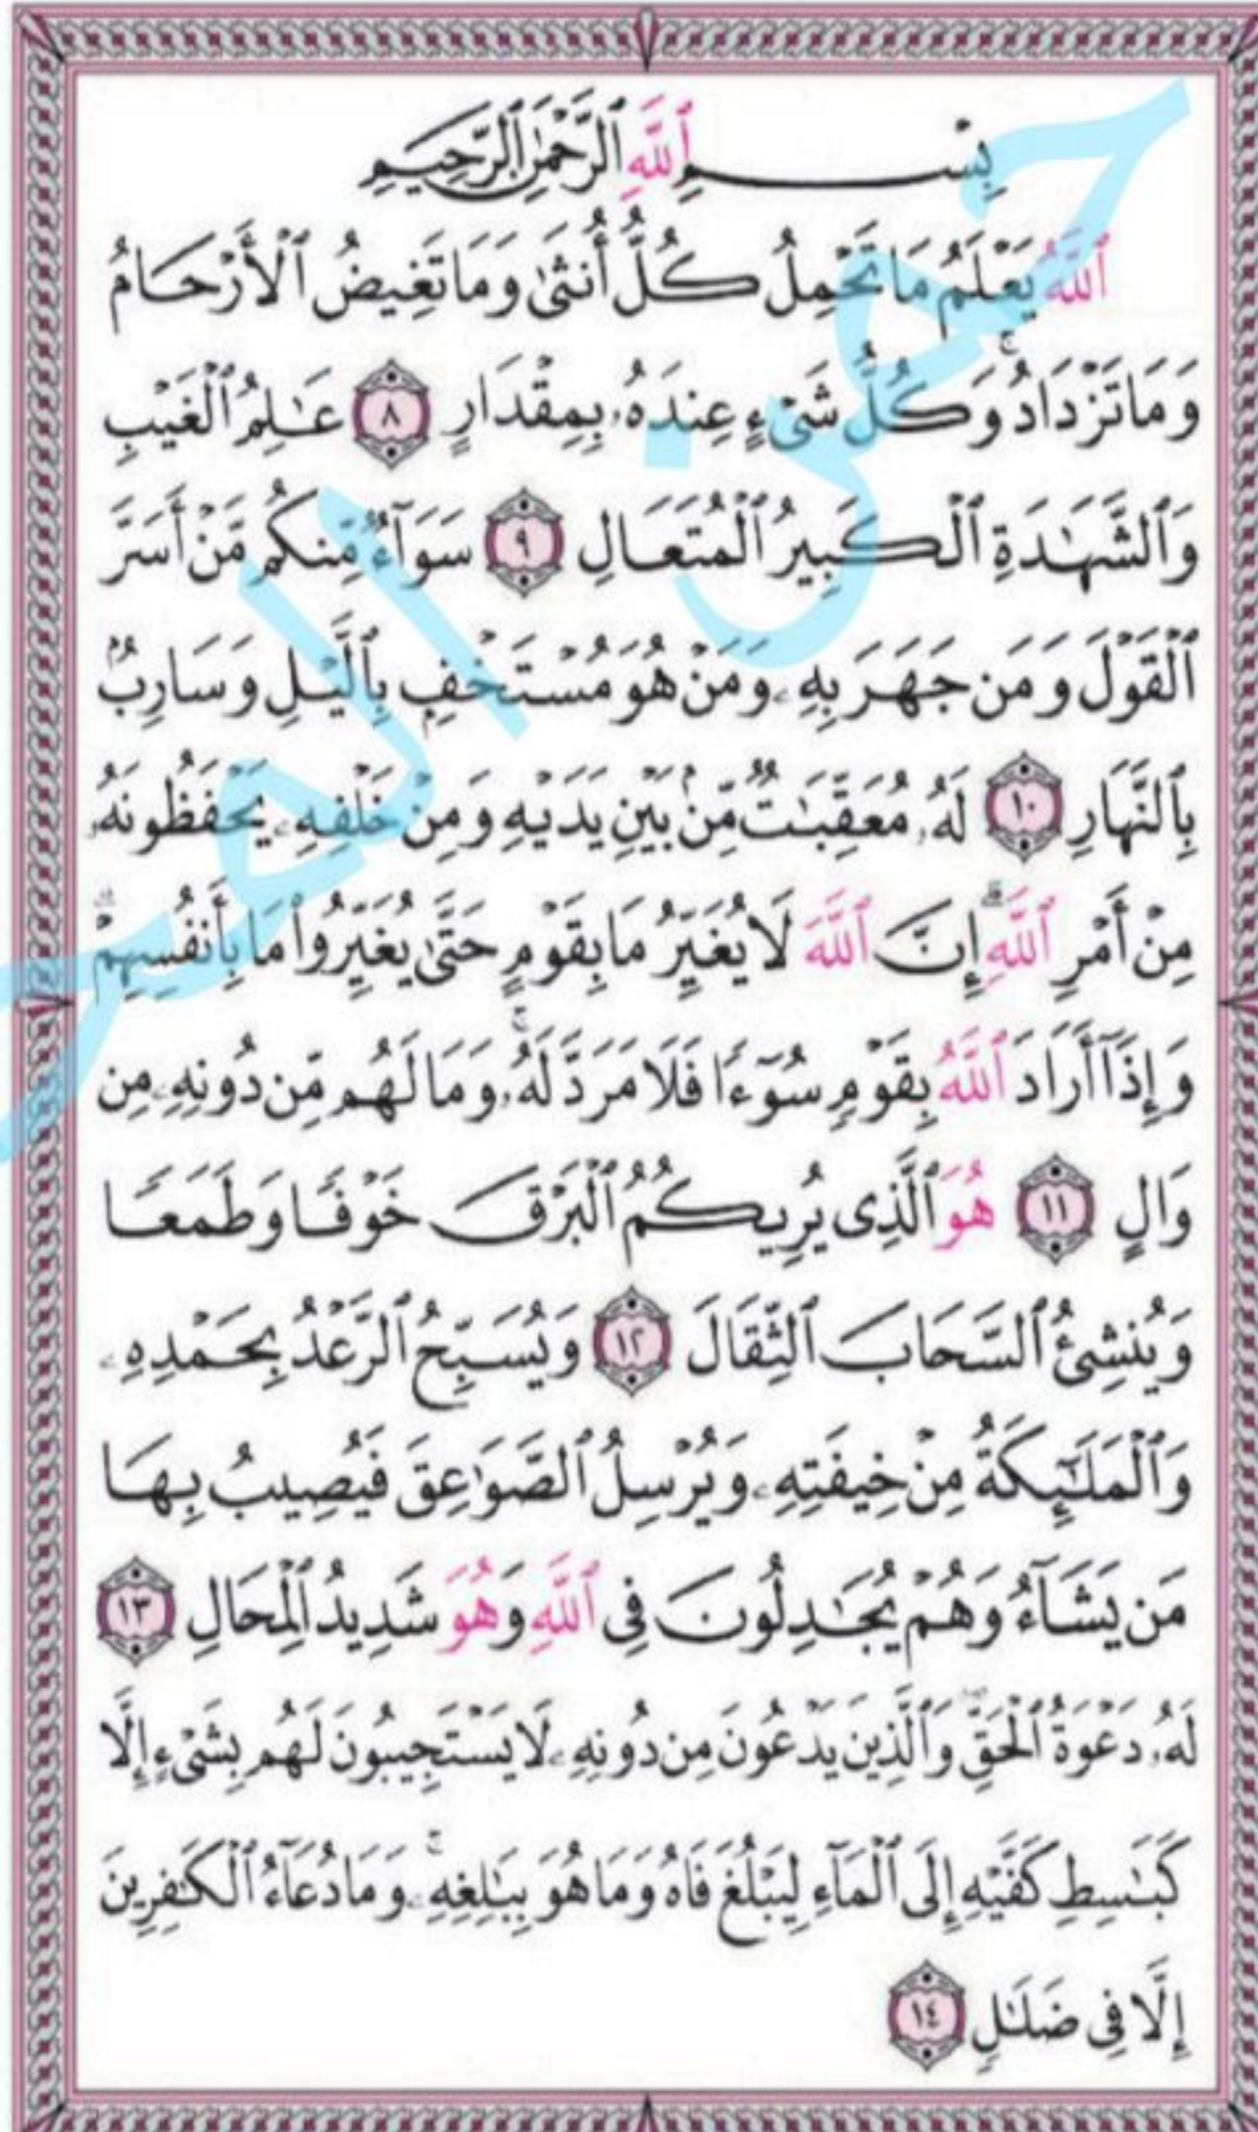 بِسْمِ ٱللَّهِ ٱلرَّحْمَٰنِ ٱلرَّحِيمِ
ٱللَّهُ يَعْلَمُ مَا تَحْمِلُ كُلُّ أُنثَىٰ وَمَا تَغِيضُ ٱلْأَرْحَامُ
وَمَا تَزْدَادُ ۖ وَكُلُّ شَىْءٍ عِندَهُۥ بِمِقْدَارٍ ٨ عَٰلِمُ ٱلْغَيْبِ
وَٱلشَّهَٰدَةِ ٱلْكَبِيرُ ٱلْمُتَعَالِ ٩ سَوَآءٌ مِّنكُم مَّنْ أَسَرَّ
ٱلْقَوْلَ وَمَن جَهَرَ بِهِۦ وَمَنْ هُوَ مُسْتَخْفٍۭ بِٱلَّيْلِ وَسَارِبٌۢ
بِٱلنَّهَارِ ١٠ لَهُۥ مُعَقِّبَٰتٌ مِّنۢ بَيْنِ يَدَيْهِ وَمِنْ خَلْفِهِۦ يَحْفَظُونَهُۥ
مِنْ أَمْرِ ٱللَّهِ ۗ إِنَّ ٱللَّهَ لَا يُغَيِّرُ مَا بِقَوْمٍ حَتَّىٰ يُغَيِّرُوا۟ مَا بِأَنفُسِهِمْ ۗ
وَإِذَآ أَرَادَ ٱللَّهُ بِقَوْمٍ سُوٓءًا فَلَا مَرَدَّ لَهُۥ ۚ وَمَا لَهُم مِّن دُونِهِۦ مِن
وَالٍ ١١ هُوَ ٱلَّذِى يُرِيكُمُ ٱلْبَرْقَ خَوْفًا وَطَمَعًا
وَيُنشِئُ ٱلسَّحَابَ ٱلثِّقَالَ ١٢ وَيُسَبِّحُ ٱلرَّعْدُ بِحَمْدِهِۦ
وَٱلْمَلَٰٓئِكَةُ مِنْ خِيفَتِهِۦ وَيُرْسِلُ ٱلصَّوَٰعِقَ فَيُصِيبُ بِهَا
مَن يَشَآءُ وَهُمْ يُجَٰدِلُونَ فِى ٱللَّهِ وَهُوَ شَدِيدُ ٱلْمِحَالِ ١٣
لَهُۥ دَعْوَةُ ٱلْحَقِّ ۖ وَٱلَّذِينَ يَدْعُونَ مِن دُونِهِۦ لَا يَسْتَجِيبُونَ لَهُم بِشَىْءٍ إِلَّا
كَبَٰسِطِ كَفَّيْهِ إِلَى ٱلْمَآءِ لِيَبْلُغَ فَاهُ وَمَا هُوَ بِبَٰلِغِهِۦ ۚ وَمَا دُعَآءُ ٱلْكَٰفِرِينَ
إِلَّا فِى ضَلَٰلٍ ١٤